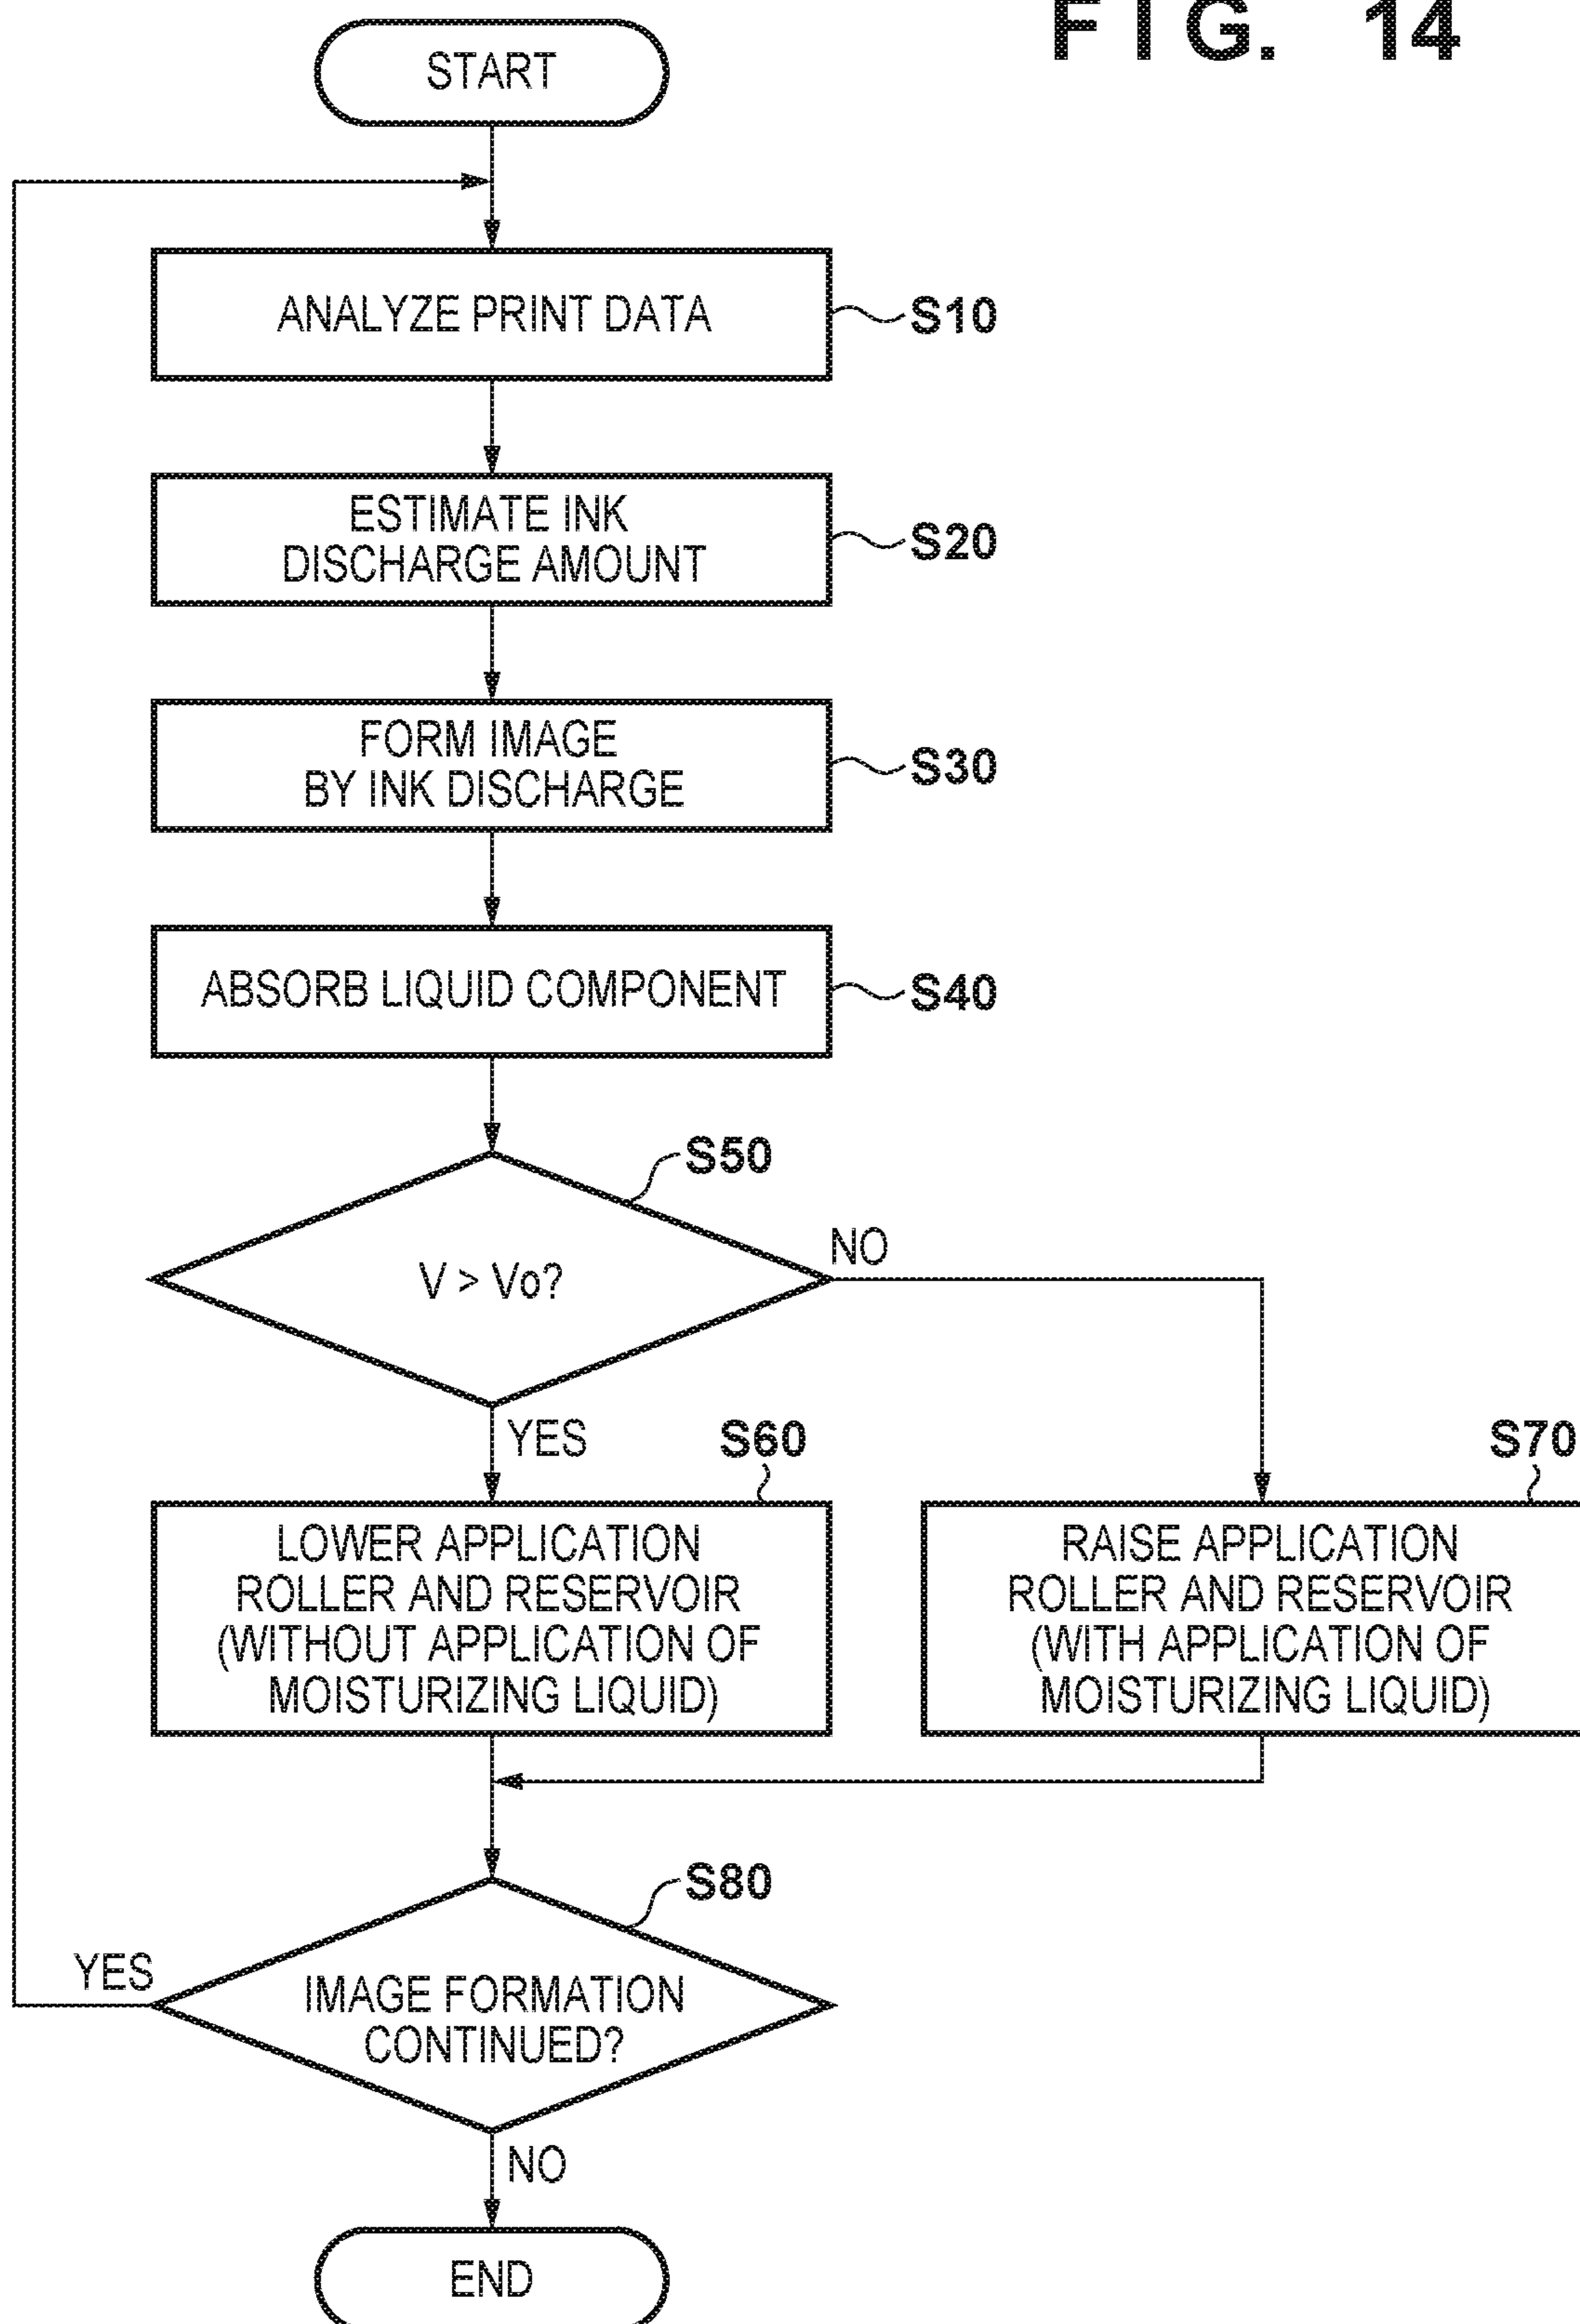 FIG. 14
START
ANALYZE PRINT DATA
S10
ESTIMATE INK
DISCHARGE AMOUNT
S20
FORM IMAGE
BY INK DISCHARGE
S30
ABSORB LIQUID COMPONENT
S40
S50
V > Vo?
NO
YES
S60
LOWER APPLICATION
ROLLER AND RESERVOIR
(WITHOUT APPLICATION OF
MOISTURIZING LIQUID)
S70
RAISE APPLICATION
ROLLER AND RESERVOIR
(WITH APPLICATION OF
MOISTURIZING LIQUID)
S80
YES
IMAGE FORMATION
CONTINUED?
NO
END